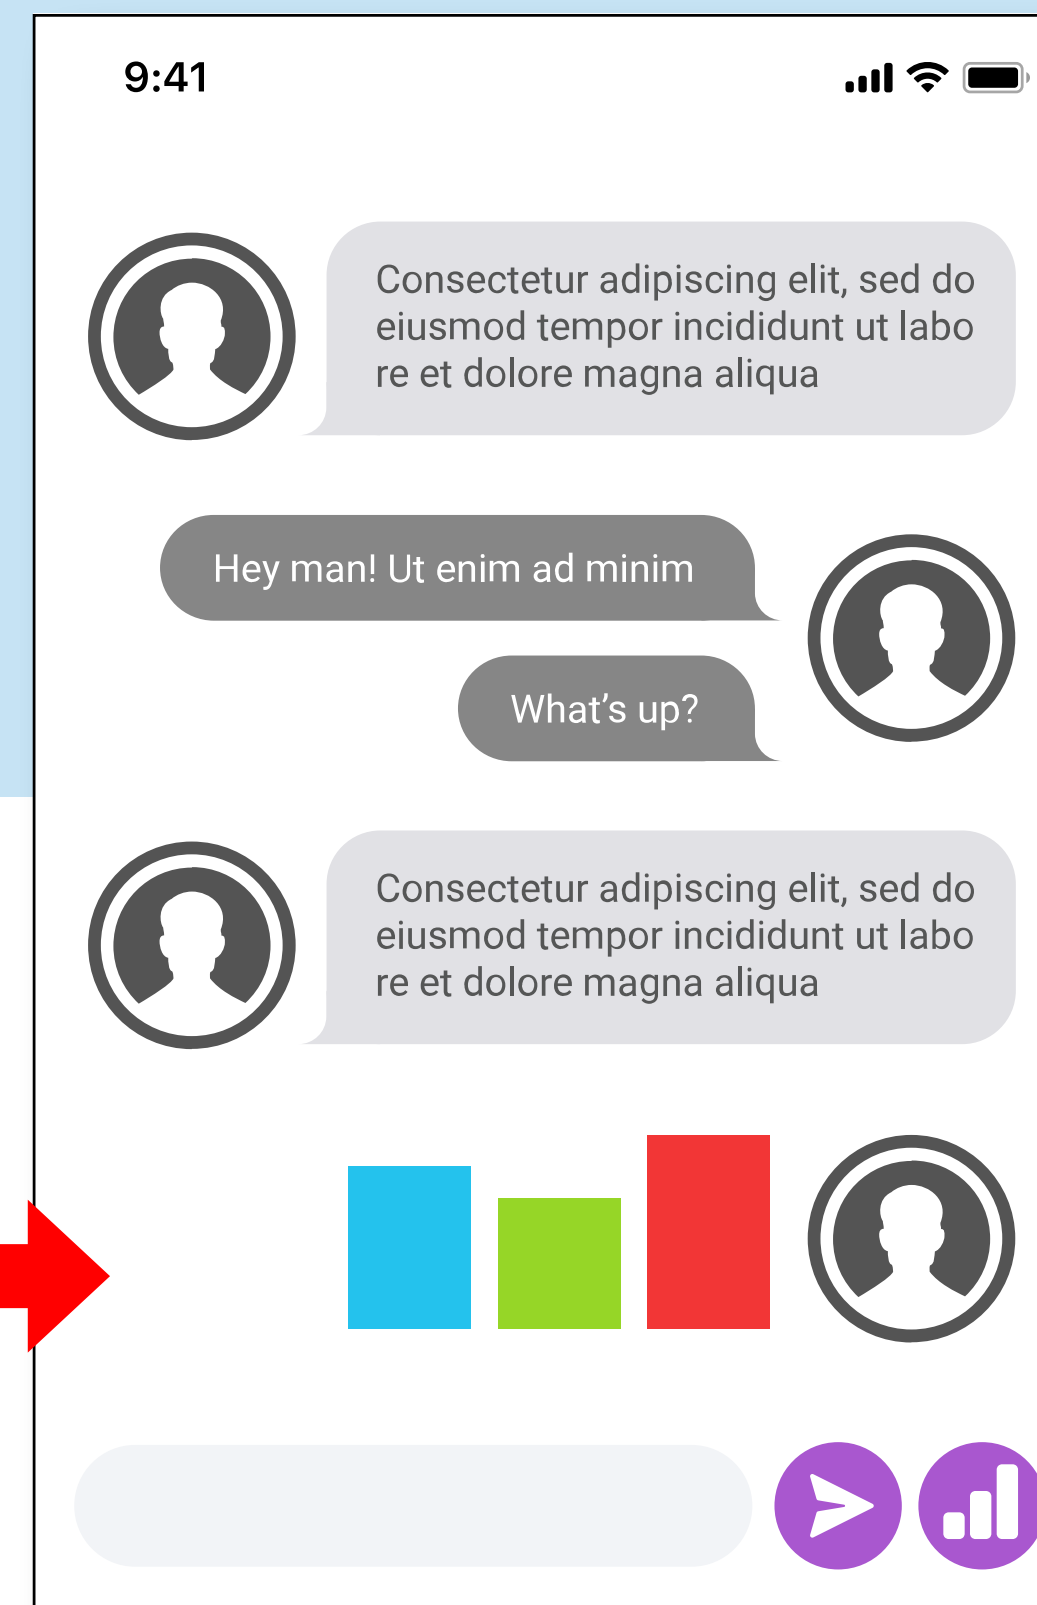 9:41
Consectetur adipiscing elit, sed do
eiusmod tempor incididunt ut labo
re et dolore magna aliqua
Hey man! Ut enim ad minim
What’s up?
Consectetur adipiscing elit, sed do
eiusmod tempor incididunt ut labo
re et dolore magna aliqua